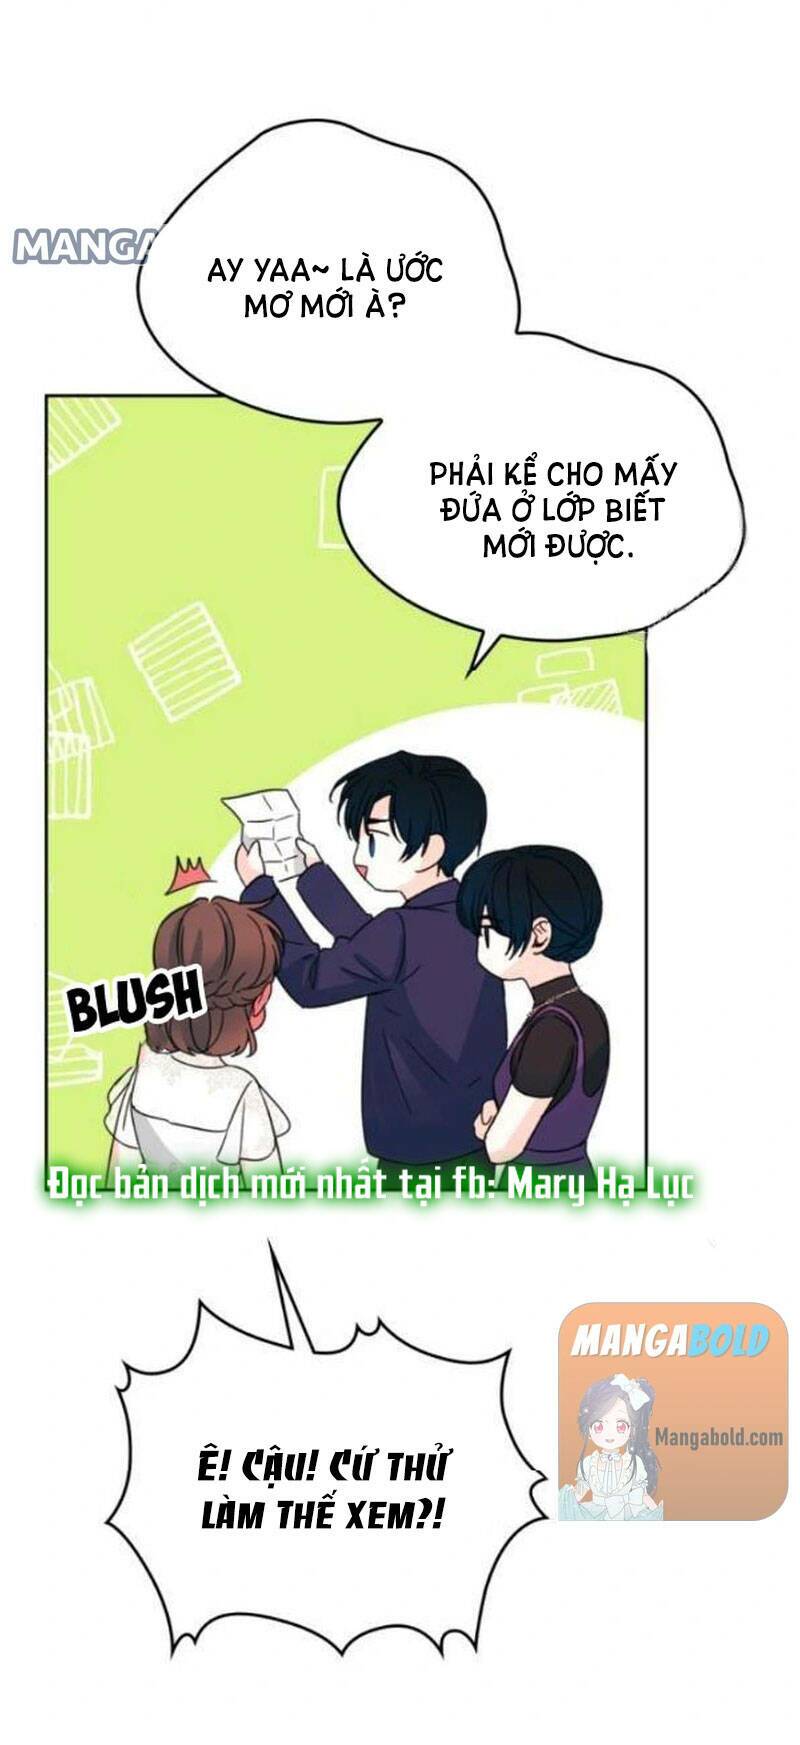 MANGA
AY YAA~ LÀ ƯỚC
MƠ MỚI À?
PHẢI KỂ CHO MẤY
ĐỨA Ở LỚP BIẾT
MỚI ĐƯỢC.
BLUSH
Đọc bản dịch mới nhất tại fb: Mary Hạ Lục
MANGABOLD
Mangabold.com
Ê! CẬU! CỨ THỬ
LÀM THẾ XEM?!